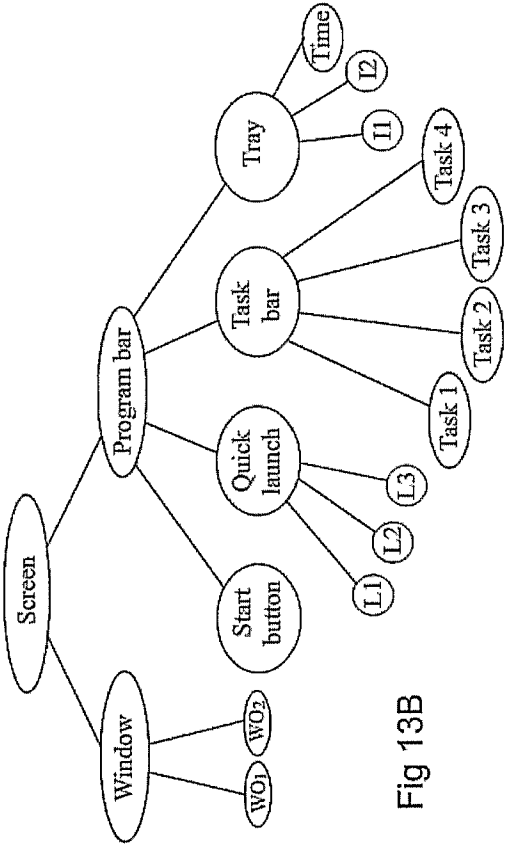 Screen
Window
Program bar
WO1
WO2
Start
button
Quick
launch
Task
bar
Tray
L1
L2
L3
Task 1
Task 2
Task 3
Task 4
I1
I2
Time
Fig 13B